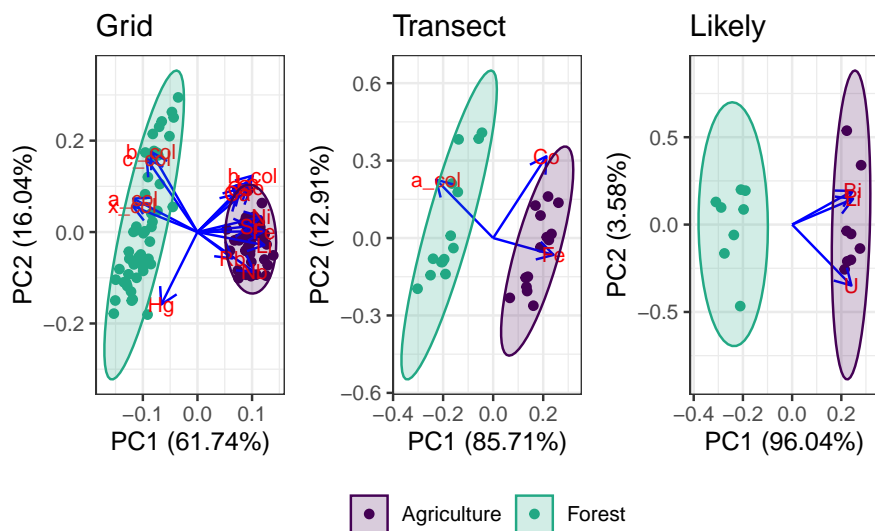 Grid
Transect
Likely
PC2 (16.04%)
0.2
0.0
−0.2
b_col
c_col
a_col
x_col
Hg
b_col
Ni
Fe
Li
−0.1
0.0
0.1
PC1 (61.74%)
PC2 (12.91%)
0.6
0.3
0.0
−0.3
−0.6
a_col
Co
Fe
−0.4
−0.2
0.0
0.2
PC1 (85.71%)
PC2 (3.58%)
0.5
0.0
−0.5
Bi
Li
U
−0.4
−0.2
0.0
0.2
PC1 (96.04%)
Agriculture
Forest